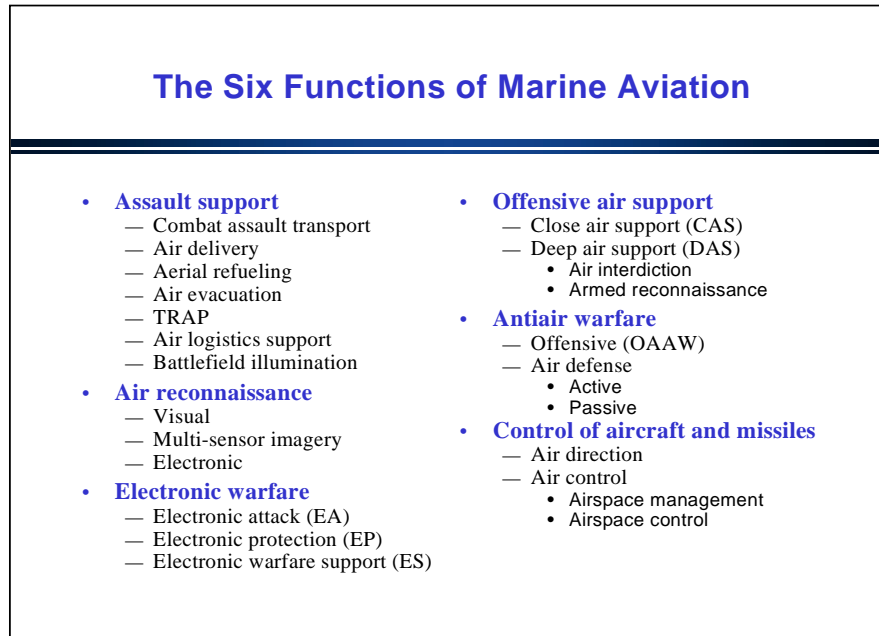 The Six Functions of Marine Aviation
• Assault support
— Combat assault transport
— Air delivery
— Aerial refueling
— Air evacuation
— TRAP
— Air logistics support
— Battlefield illumination
• Air reconnaissance
— Visual
— Multi-sensor imagery
— Electronic
• Electronic warfare
— Electronic attack (EA)
— Electronic protection (EP)
— Electronic warfare support (ES)
• Offensive air support
— Close air support (CAS)
— Deep air support (DAS)
• Air interdiction
• Armed reconnaissance
• Antiair warfare
— Offensive (OAAW)
— Air defense
• Active
• Passive
• Control of aircraft and missiles
— Air direction
— Air control
• Airspace management
• Airspace control